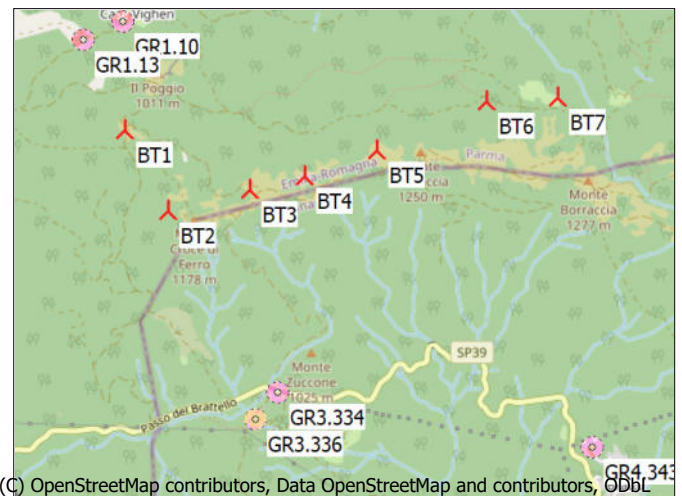 Vighen
GR1.10
GR1.13
Il Poggio
1011 m
BT6
BT7
BT1
Emilia-Romagna
Parma
BT5
1250 m
BT4
BT3
Monte
Borraccia
1277 m
BT2
Croce di
Ferro
1178 m
SP39
Monte
Zuccone
1025 m
Passo del Brattello
GR3.334
GR3.336
GR4.343
(C) OpenStreetMap contributors, Data OpenStreetMap and contributors, ODbL